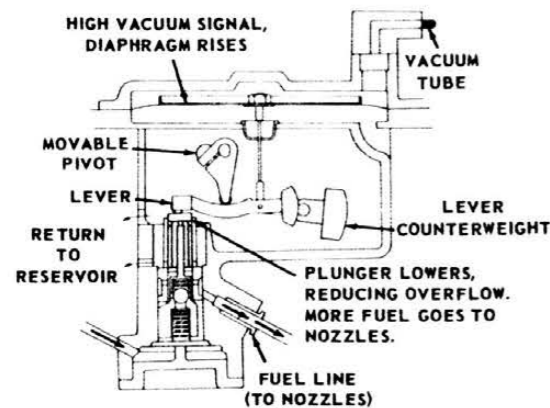 HIGH VACUUM SIGNAL,
DIAPHRAGM RISES
VACUUM
TUBE
MOVABLE
PIVOT
LEVER
LEVER
COUNTERWEIGHT
RETURN
TO
RESERVOIR
PLUNGER LOWERS,
REDUCING OVERFLOW.
MORE FUEL GOES TO
NOZZLES.
FUEL LINE
(TO NOZZLES)